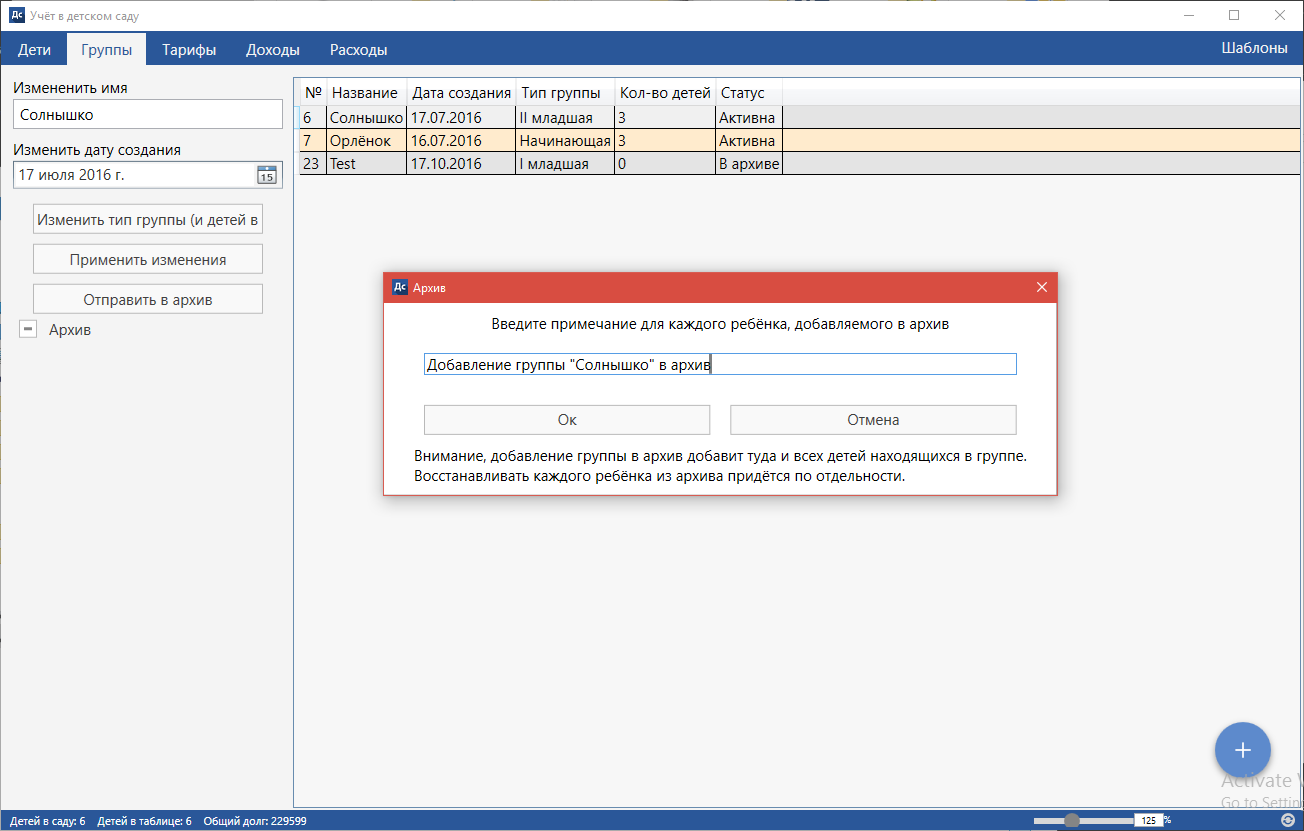 Дс Учёт в детском саду
Дети Группы Тарифы Доходы Расходы Шаблоны
Измененить имя
Солнышко
Изменить дату создания
17 июля 2016 г. 15
Изменить тип группы (и детей в
Применить изменения
Отправить в архив
Архив
№ Название Дата создания Тип группы Кол-во детей Статус
6 Солнышко 17.07.2016 II младшая 3 Активна
7 Орлёнок 16.07.2016 Начинающая 3 Активна
23 Test 17.10.2016 I младшая 0 В архиве
Дс Архив
Введите примечание для каждого ребёнка, добавляемого в архив
Добавление группы "Солнышко" в архив
Ок Отмена
Внимание, добавление группы в архив добавит туда и всех детей находящихся в группе.
Восстанавливать каждого ребёнка из архива придётся по отдельности.
Activate
Go to Settin
Детей в саду: 6 Детей в таблице: 6 Общий долг: 229599 125 %